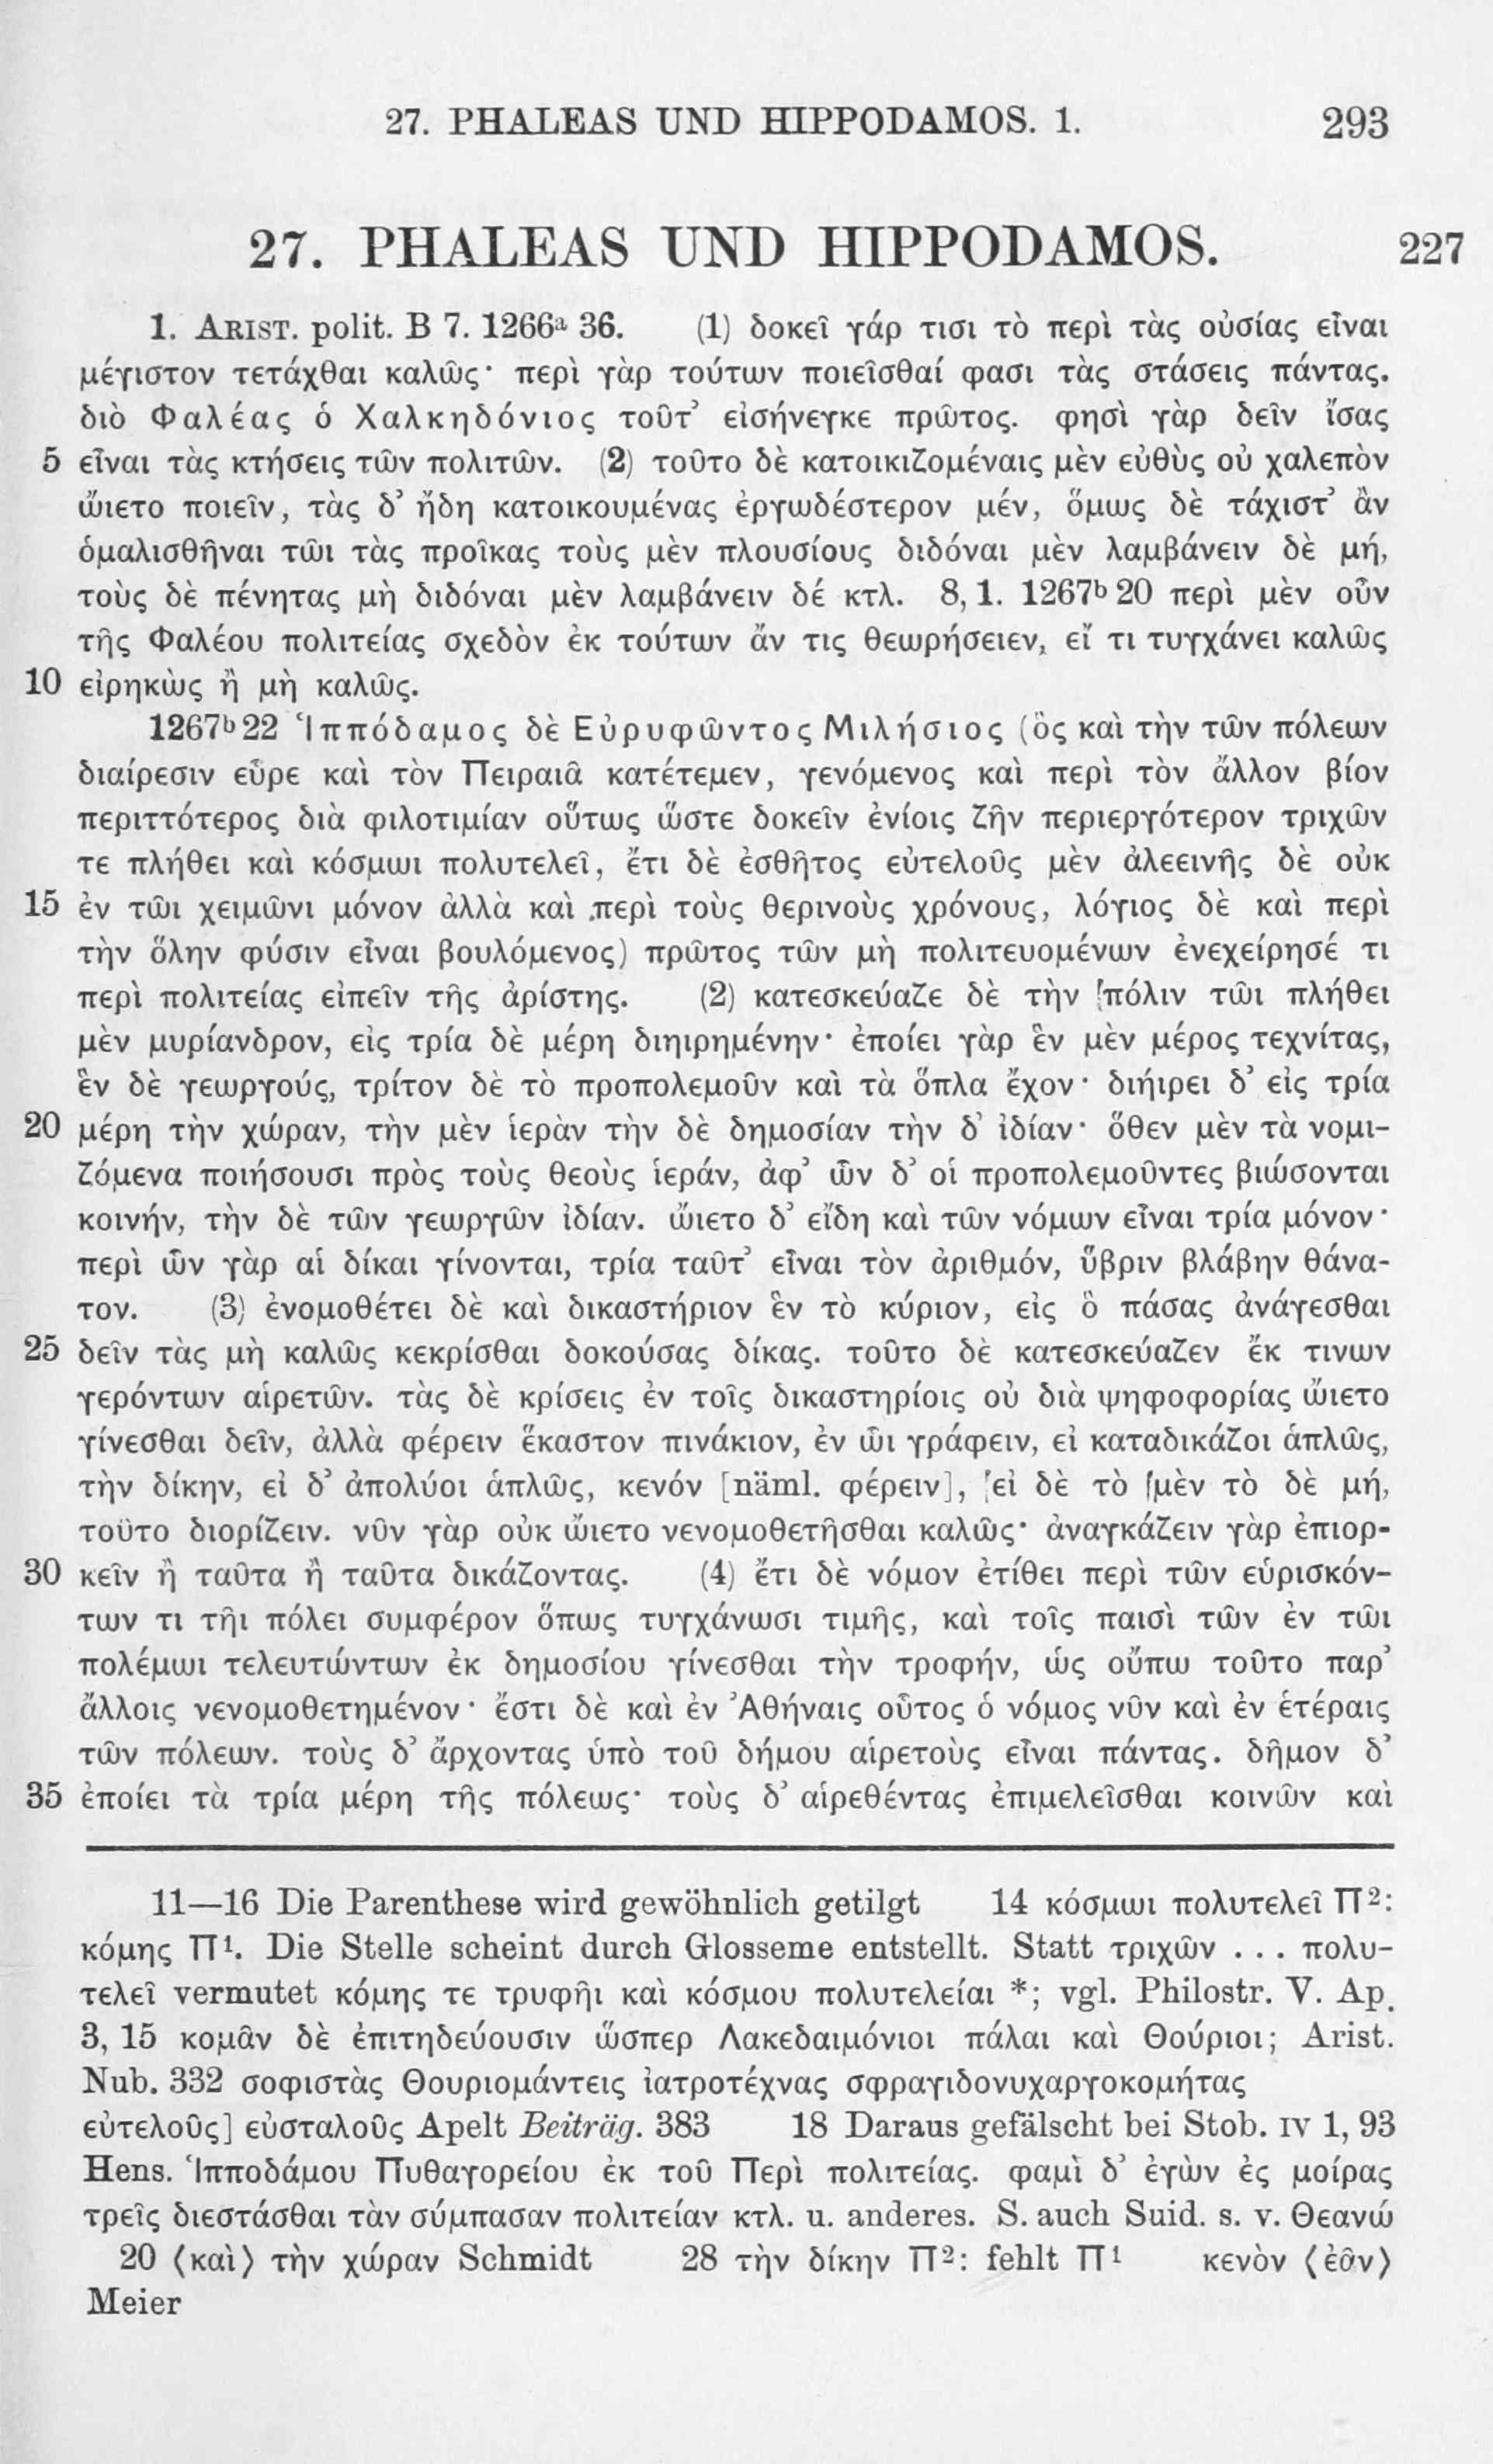 27. PHALEAS UND HIPPODAMOS. 1. 293
27. PHALEAS UND HIPPODAMOS. 227
1. ARIST. polit. B 7. 1266ᵃ 36. (1) δοκεῖ γάρ τισι τὸ περὶ τὰς οὐσίας εἶναι
μέγιστον τετάχθαι καλῶς· περὶ γὰρ τούτων ποιεῖσθαί φασι τὰς στάσεις πάντας.
διὸ Φαλέας ὁ Χαλκηδόνιος τοῦτ’ εἰσήνεγκε πρῶτος. φησὶ γὰρ δεῖν ἴσας
5 εἶναι τὰς κτήσεις τῶν πολιτῶν. (2) τοῦτο δὲ κατοικιζομέναις μὲν εὐθὺς οὐ χαλεπὸν
ᾤιετο ποιεῖν, τὰς δ’ ἤδη κατοικουμένας ἐργωδέστερον μέν, ὅμως δὲ τάχιστ’ ἂν
ὁμαλισθῆναι τῶι τὰς προῖκας τοὺς μὲν πλουσίους διδόναι μὲν λαμβάνειν δὲ μή,
τοὺς δὲ πένητας μὴ διδόναι μὲν λαμβάνειν δέ κτλ. 8, 1. 1267ᵇ 20 περὶ μὲν οὖν
τῆς Φαλέου πολιτείας σχεδὸν ἐκ τούτων ἄν τις θεωρήσειεν, εἴ τι τυγχάνει καλῶς
10 εἰρηκὼς ἢ μὴ καλῶς.
1267ᵇ 22 Ἱππόδαμος δὲ Εὐρυφῶντος Μιλήσιος (ὃς καὶ τὴν τῶν πόλεων
διαίρεσιν εὗρε καὶ τὸν Πειραιᾶ κατέτεμεν, γενόμενος καὶ περὶ τὸν ἄλλον βίον
περιττότερος διὰ φιλοτιμίαν οὕτως ὥστε δοκεῖν ἐνίοις ζῆν περιεργότερον τριχῶν
τε πλήθει καὶ κόσμωι πολυτελεῖ, ἔτι δὲ ἐσθῆτος εὐτελοῦς μὲν ἀλεεινῆς δὲ οὐκ
15 ἐν τῶι χειμῶνι μόνον ἀλλὰ καὶ περὶ τοὺς θερινοὺς χρόνους, λόγιος δὲ καὶ περὶ
τὴν ὅλην φύσιν εἶναι βουλόμενος) πρῶτος τῶν μὴ πολιτευομένων ἐνεχείρησέ τι
περὶ πολιτείας εἰπεῖν τῆς ἀρίστης. (2) κατεσκεύαζε δὲ τὴν πόλιν τῶι πλήθει
μὲν μυρίανδρον, εἰς τρία δὲ μέρη διηιρημένην· ἐποίει γὰρ ἓν μὲν μέρος τεχνίτας,
ἓν δὲ γεωργούς, τρίτον δὲ τὸ προπολεμοῦν καὶ τὰ ὅπλα ἔχον· διήιρει δ’ εἰς τρία
20 μέρη τὴν χώραν, τὴν μὲν ἱερὰν τὴν δὲ δημοσίαν τὴν δ’ ἰδίαν· ὅθεν μὲν τὰ νομι-
ζόμενα ποιήσουσι πρὸς τοὺς θεοὺς ἱεράν, ἀφ’ ὧν δ’ οἱ προπολεμοῦντες βιώσονται
κοινήν, τὴν δὲ τῶν γεωργῶν ἰδίαν. ᾤιετο δ’ εἴδη καὶ τῶν νόμων εἶναι τρία μόνον·
περὶ ὧν γὰρ αἱ δίκαι γίνονται, τρία ταῦτ’ εἶναι τὸν ἀριθμόν, ὕβριν βλάβην θάνα-
τον. (3) ἐνομοθέτει δὲ καὶ δικαστήριον ἓν τὸ κύριον, εἰς ὃ πάσας ἀνάγεσθαι
25 δεῖν τὰς μὴ καλῶς κεκρίσθαι δοκούσας δίκας. τοῦτο δὲ κατεσκεύαζεν ἔκ τινων
γερόντων αἱρετῶν. τὰς δὲ κρίσεις ἐν τοῖς δικαστηρίοις οὐ διὰ ψηφοφορίας ᾤιετο
γίνεσθαι δεῖν, ἀλλὰ φέρειν ἕκαστον πινάκιον, ἐν ὧι γράφειν, εἰ καταδικάζοι ἁπλῶς,
τὴν δίκην, εἰ δ’ ἀπολύοι ἁπλῶς, κενόν [näml. φέρειν], εἰ δὲ τὸ μὲν τὸ δὲ μή,
τοῦτο διορίζειν. νῦν γὰρ οὐκ ᾤιετο νενομοθετῆσθαι καλῶς· ἀναγκάζειν γὰρ ἐπιορ-
30 κεῖν ἢ ταῦτα ἢ ταῦτα δικάζοντας. (4) ἔτι δὲ νόμον ἐτίθει περὶ τῶν εὑρισκόν-
των τι τῆι πόλει συμφέρον ὅπως τυγχάνωσι τιμῆς, καὶ τοῖς παισὶ τῶν ἐν τῶι
πολέμωι τελευτώντων ἐκ δημοσίου γίνεσθαι τὴν τροφήν, ὡς οὔπω τοῦτο παρ’
ἄλλοις νενομοθετημένον· ἔστι δὲ καὶ ἐν Ἀθήναις οὗτος ὁ νόμος νῦν καὶ ἐν ἑτέραις
τῶν πόλεων. τοὺς δ’ ἄρχοντας ὑπὸ τοῦ δήμου αἱρετοὺς εἶναι πάντας. δῆμον δ’
35 ἐποίει τὰ τρία μέρη τῆς πόλεως· τοὺς δ’ αἱρεθέντας ἐπιμελεῖσθαι κοινῶν καὶ
11—16 Die Parenthese wird gewöhnlich getilgt 14 κόσμωι πολυτελεῖ Π²:
κόμης Π¹. Die Stelle scheint durch Glosseme entstellt. Statt τριχῶν ... πολυ-
τελεῖ vermutet κόμης τε τρυφῆι καὶ κόσμου πολυτελείαι *; vgl. Philostr. V. Ap.
3, 15 κομᾶν δὲ ἐπιτηδεύουσιν ὥσπερ Λακεδαιμόνιοι πάλαι καὶ Θούριοι; Arist.
Nub. 332 σοφιστὰς Θουριομάντεις ἰατροτέχνας σφραγιδονυχαργοκομήτας
εὐτελοῦς] εὐσταλοῦς Apelt Beiträg. 383 18 Daraus gefälscht bei Stob. IV 1, 93
Hens. Ἱπποδάμου Πυθαγορείου ἐκ τοῦ Περὶ πολιτείας. φαμὶ δ’ ἐγὼν ἐς μοίρας
τρεῖς διεστάσθαι τὰν σύμπασαν πολιτείαν κτλ. u. anderes. S. auch Suid. s. v. Θεανώ
20 ⟨καὶ⟩ τὴν χώραν Schmidt 28 τὴν δίκην Π²: fehlt Π¹ κενὸν ⟨ἐᾶν⟩
Meier